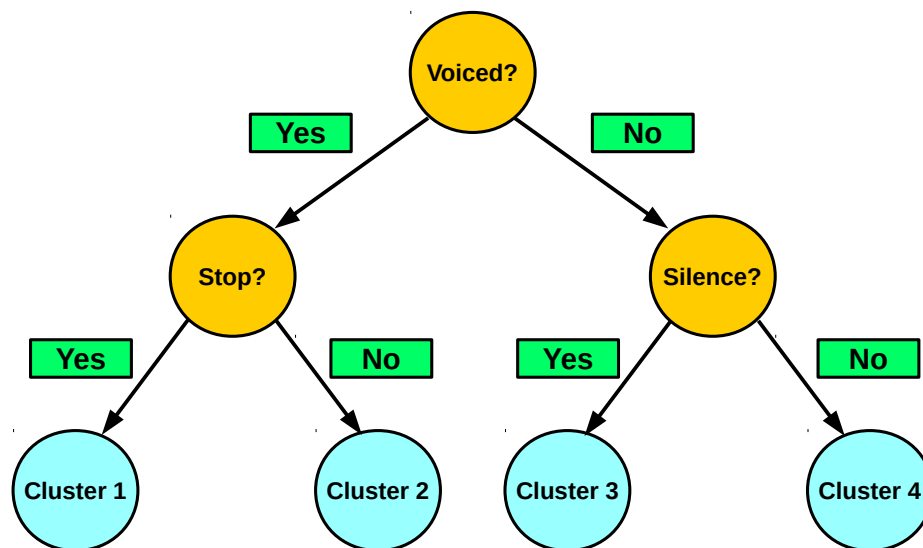 Voiced?
Yes
No
Stop?
Silence?
Yes
No
Yes
No
Cluster 1
Cluster 2
Cluster 3
Cluster 4